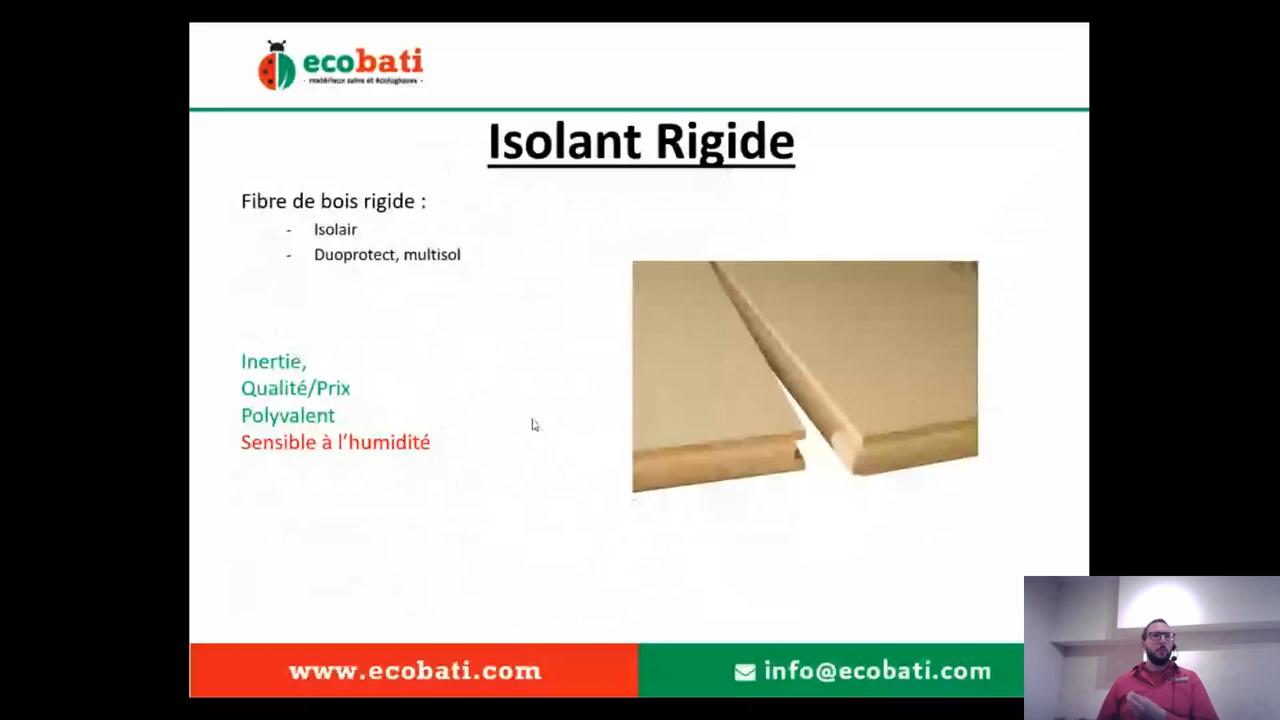 ecobati
· matériaux sains et écologiques ·
Isolant Rigide
Fibre de bois rigide :
- Isolair
- Duoprotect, multisol
Inertie,
Qualité/Prix
Polyvalent
Sensible à l’humidité
www.ecobati.com
info@ecobati.com